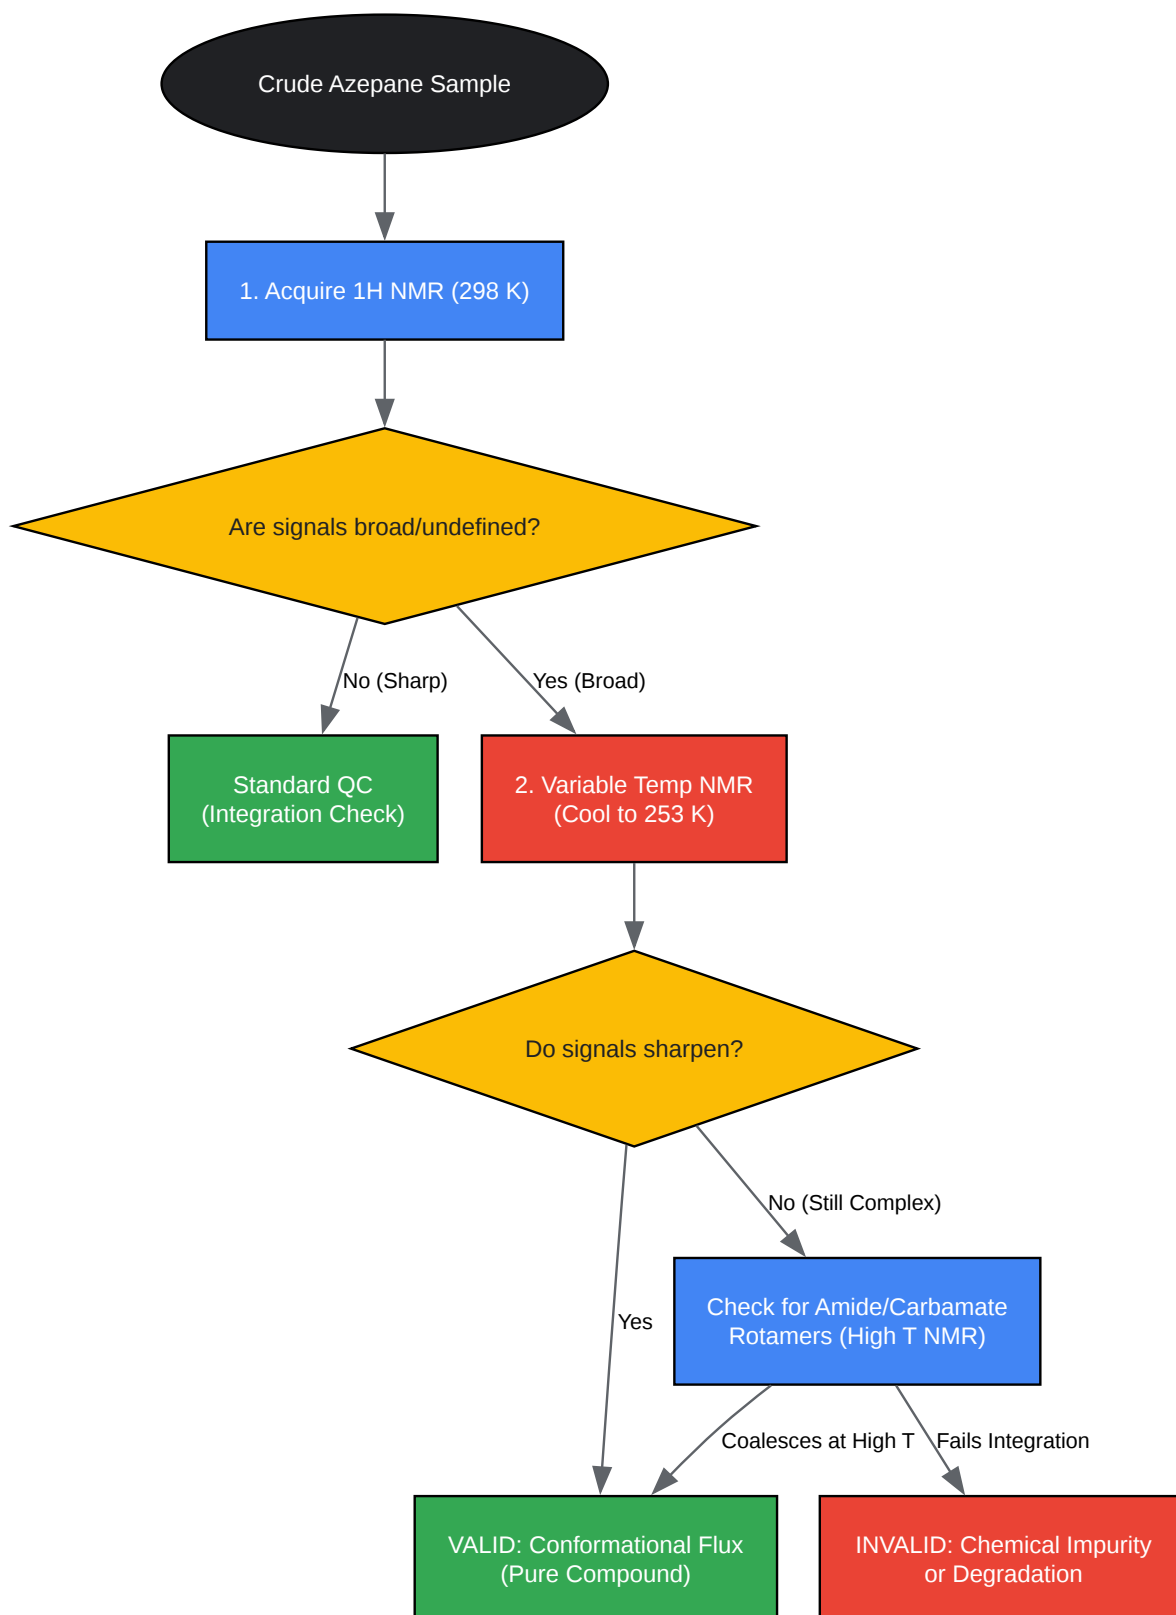 Crude Azepane Sample
1. Acquire 1H NMR (298 K)
Are signals broad/undefined?
No (Sharp)
Yes (Broad)
Standard QC
(Integration Check)
2. Variable Temp NMR
(Cool to 253 K)
Do signals sharpen?
No (Still Complex)
Yes
Check for Amide/Carbamate
Rotamers (High T NMR)
Coalesces at High T
Fails Integration
VALID: Conformational Flux
(Pure Compound)
INVALID: Chemical Impurity
or Degradation